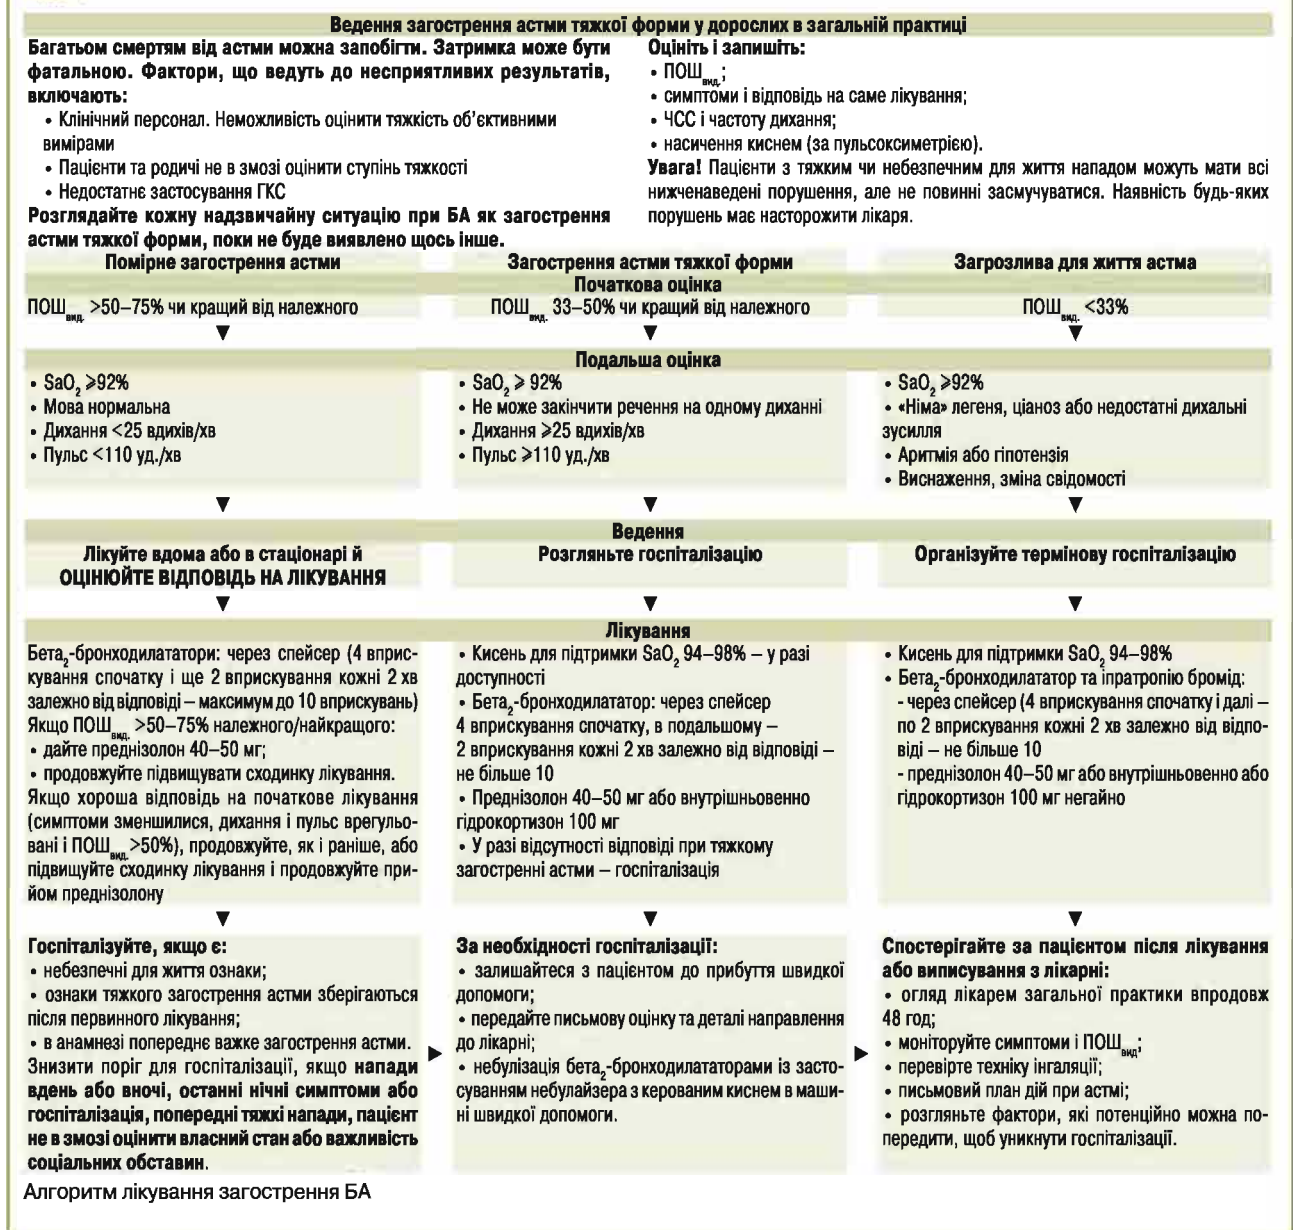 Ведення загострення астми тяжкої форми у дорослих в загальній практиці
Багатьом смертям від астми можна запобігти. Затримка може бути
фатальною. Фактори, що ведуть до несприятливих результатів,
включають:
• Клінічний персонал. Неможливість оцінити тяжкість об’єктивними
вимірами
• Пацієнти та родичі не в змозі оцінити ступінь тяжкості
• Недостатнє застосування ГКС
Розглядайте кожну надзвичайну ситуацію при БА як загострення
астми тяжкої форми, поки не буде виявлено щось інше.
Оцініть і запишіть:
• ПОШвид.;
• симптоми і відповідь на саме лікування;
• ЧСС і частоту дихання;
• насичення киснем (за пульсоксиметрією).
Увага! Пацієнти з тяжким чи небезпечним для життя нападом можуть мати всі
нижченаведені порушення, але не повинні засмучуватися. Наявність будь-яких
порушень має насторожити лікаря.
Помірне загострення астми
Загострення астми тяжкої форми
Загрозлива для життя астма
Початкова оцінка
ПОШвид. >50–75% чи кращий від належного
ПОШвид. 33–50% чи кращий від належного
ПОШвид. <33%
Подальша оцінка
• SaO₂ ⩾92%
• Мова нормальна
• Дихання <25 вдихів/хв
• Пульс <110 уд./хв
• SaO₂ ⩾ 92%
• Не може закінчити речення на одному диханні
• Дихання ⩾25 вдихів/хв
• Пульс ⩾110 уд./хв
• SaO₂ ⩾92%
• «Німа» легеня, ціаноз або недостатні дихальні
зусилля
• Аритмія або гіпотензія
• Виснаження, зміна свідомості
Ведення
Лікуйте вдома або в стаціонарі й
ОЦІНЮЙТЕ ВІДПОВІДЬ НА ЛІКУВАННЯ
Розгляньте госпіталізацію
Організуйте термінову госпіталізацію
Лікування
Бета₂-бронходилататори: через спейсер (4 вприс-
кування спочатку і ще 2 вприскування кожні 2 хв
залежно від відповіді – максимум до 10 вприскувань)
Якщо ПОШвид. >50–75% належного/найкращого:
• дайте преднізолон 40–50 мг;
• продовжуйте підвищувати сходинку лікування.
Якщо хороша відповідь на початкове лікування
(симптоми зменшилися, дихання і пульс врегульо-
вані і ПОШвид. >50%), продовжуйте, як і раніше, або
підвищуйте сходинку лікування і продовжуйте при-
йом преднізолону
• Кисень для підтримки SaO₂ 94–98% – у разі
доступності
• Бета₂-бронходилататор: через спейсер
4 вприскування спочатку, в подальшому –
2 вприскування кожні 2 хв залежно від відповіді –
не більше 10
• Преднізолон 40–50 мг або внутрішньовенно
гідрокортизон 100 мг
• У разі відсутності відповіді при тяжкому
загостренні астми – госпіталізація
• Кисень для підтримки SaO₂ 94–98%
• Бета₂-бронходилататор та іпратропію бромід:
- через спейсер (4 вприскування спочатку і далі –
по 2 вприскування кожні 2 хв залежно від відпо-
віді – не більше 10
- преднізолон 40–50 мг або внутрішньовенно або
гідрокортизон 100 мг негайно
Госпіталізуйте, якщо є:
• небезпечні для життя ознаки;
• ознаки тяжкого загострення астми зберігаються
після первинного лікування;
• в анамнезі попереднє важке загострення астми.
Знизити поріг для госпіталізації, якщо напади
вдень або вночі, останні нічні симптоми або
госпіталізація, попередні тяжкі напади, пацієнт
не в змозі оцінити власний стан або важливість
соціальних обставин.
За необхідності госпіталізації:
• залишайтеся з пацієнтом до прибуття швидкої
допомоги;
• передайте письмову оцінку та деталі направлення
до лікарні;
• небулізація бета₂-бронходилататорами із засто-
суванням небулайзера з керованим киснем в маши-
ні швидкої допомоги.
Спостерігайте за пацієнтом після лікування
або виписування з лікарні:
• огляд лікарем загальної практики впродовж
48 год;
• моніторуйте симптоми і ПОШвид;
• перевірте техніку інгаляції;
• письмовий план дій при астмі;
• розгляньте фактори, які потенційно можна по-
передити, щоб уникнути госпіталізації.
Алгоритм лікування загострення БА